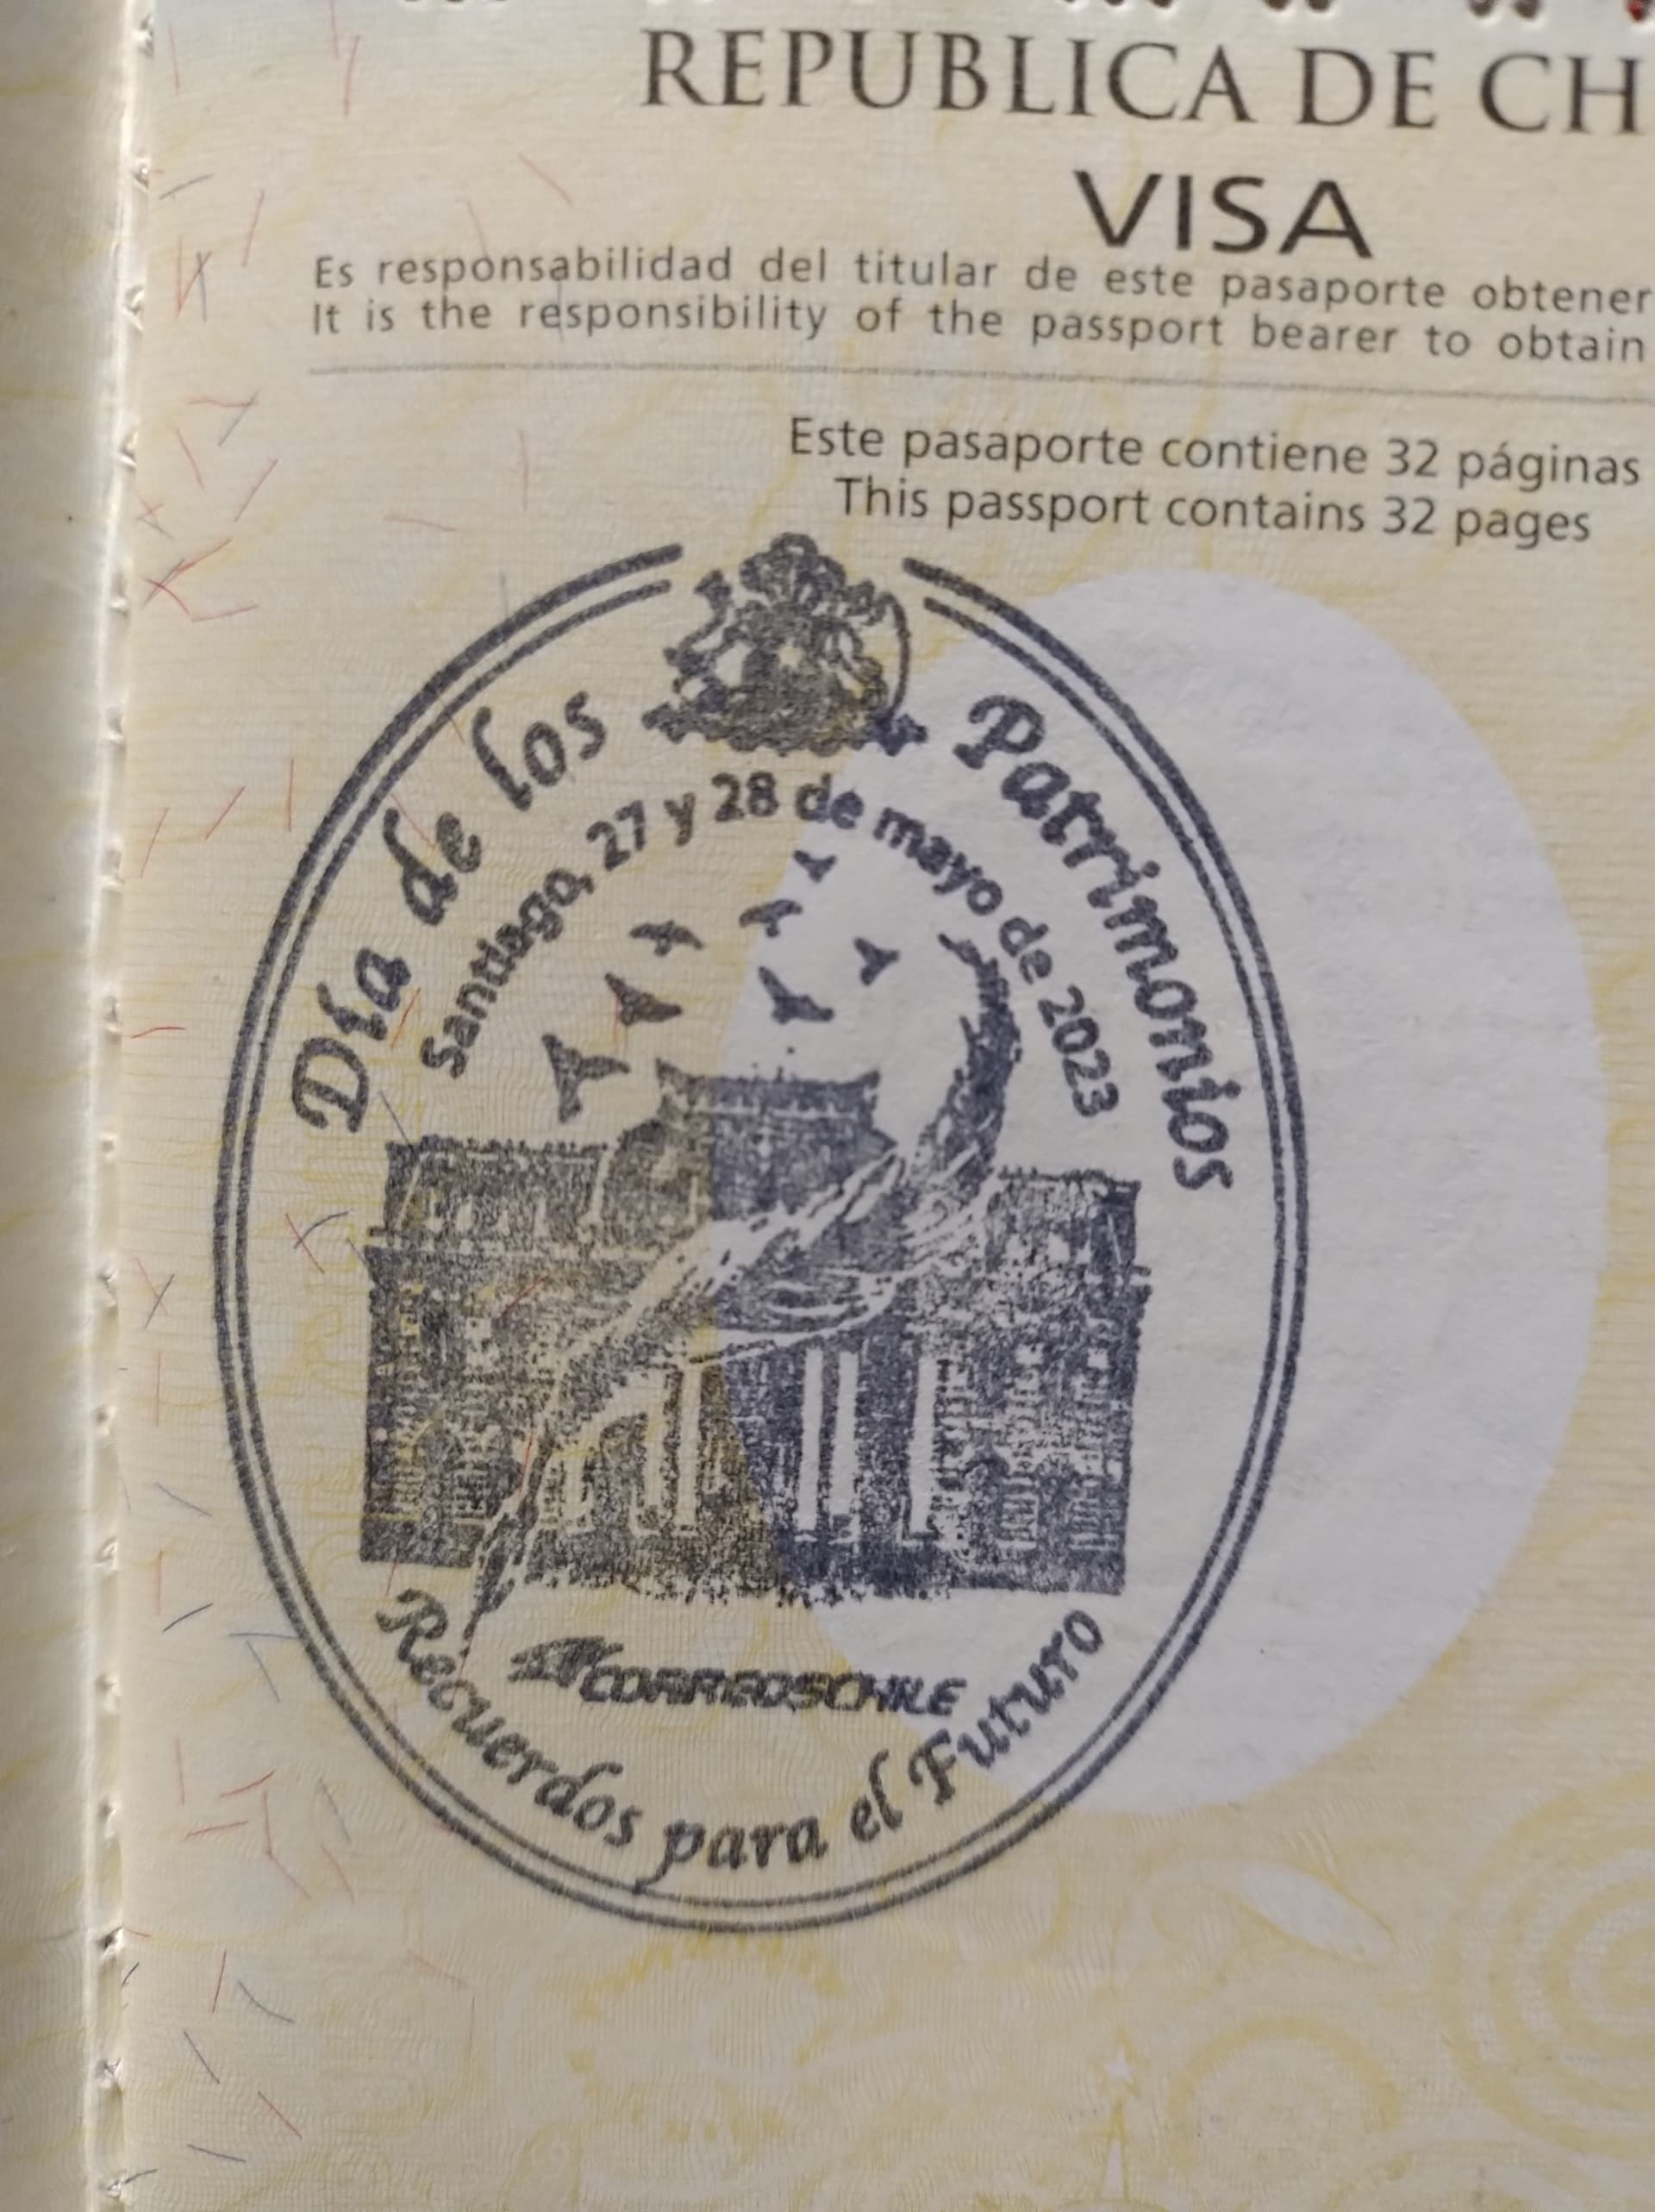 REPUBLICA DE CH
VISA
Es responsabilidad del titular de este pasaporte obtener
It is the responsibility of the passport bearer to obtain
Este pasaporte contiene 32 páginas
This passport contains 32 pages
Día de los Patrimonios
Santiago, 27 y 28 de mayo de 2023
CORREOSCHILE
Recuerdos para el Futuro